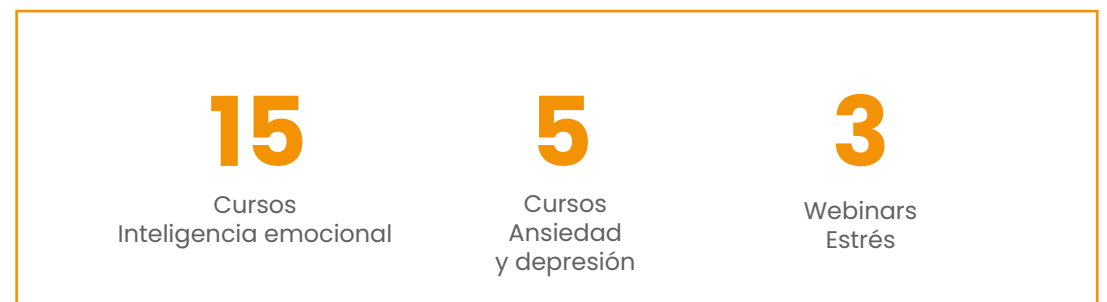 15
Cursos
Inteligencia emocional
5
Cursos
Ansiedad
y depresión
3
Webinars
Estrés